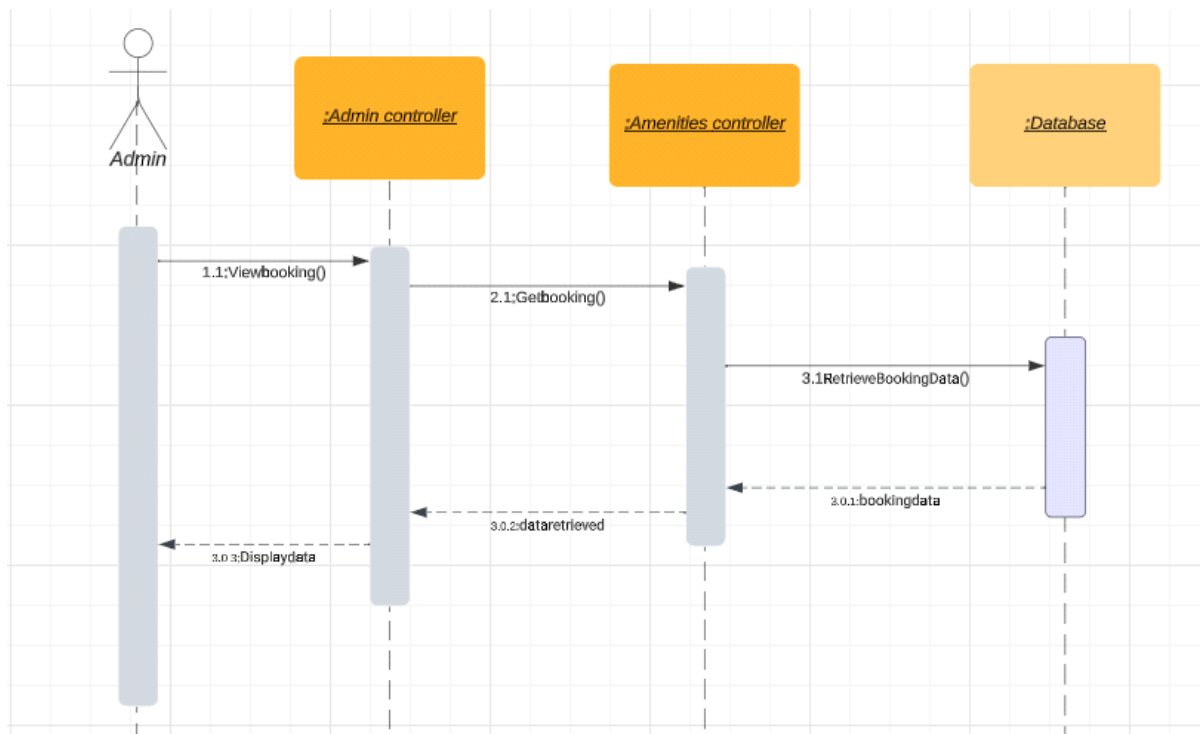 :Admin controller
:Amenities controller
:Database
Admin
1.1:Viewbooking()
2.1:Getbooking()
3.1RetrieveBookingData()
3.0.1:bookingdata
3.0.2:dataretrieved
3.0 3:Displaydata